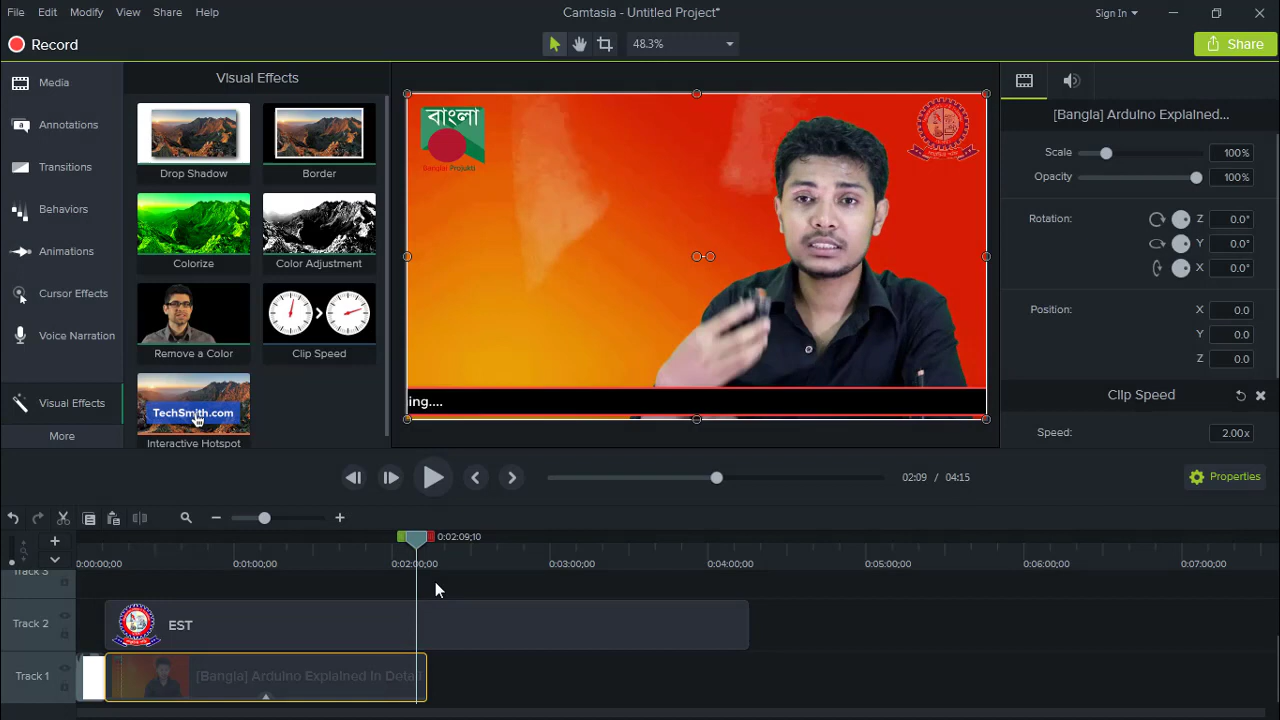 File Edit Modify View Share Help
Camtasia - Untitled Project*
Sign In
Record
48.3%
Share
Media
Annotations
Transitions
Behaviors
Animations
Cursor Effects
Voice Narration
Visual Effects
More
Visual Effects
Drop Shadow
Border
Colorize
Color Adjustment
Remove a Color
Clip Speed
TechSmith.com
Interactive Hotspot
বাংলা
Banglar Projukti
ing....
[Bangla] Arduino Explained...
Scale 100%
Opacity 100%
Rotation: Z 0.0°
Y 0.0°
X 0.0°
Position: X 0.0
Y 0.0
Z 0.0
Clip Speed
Speed: 2.00x
02:09 / 04:15
Properties
0:02:09;10
0:00:00;00 0:01:00;00 0:02:00;00 0:03:00;00 0:04:00;00 0:05:00;00 0:06:00;00 0:07:00;00
Track 3
Track 2
EST
Track 1
[Bangla] Arduino Explained In Detail